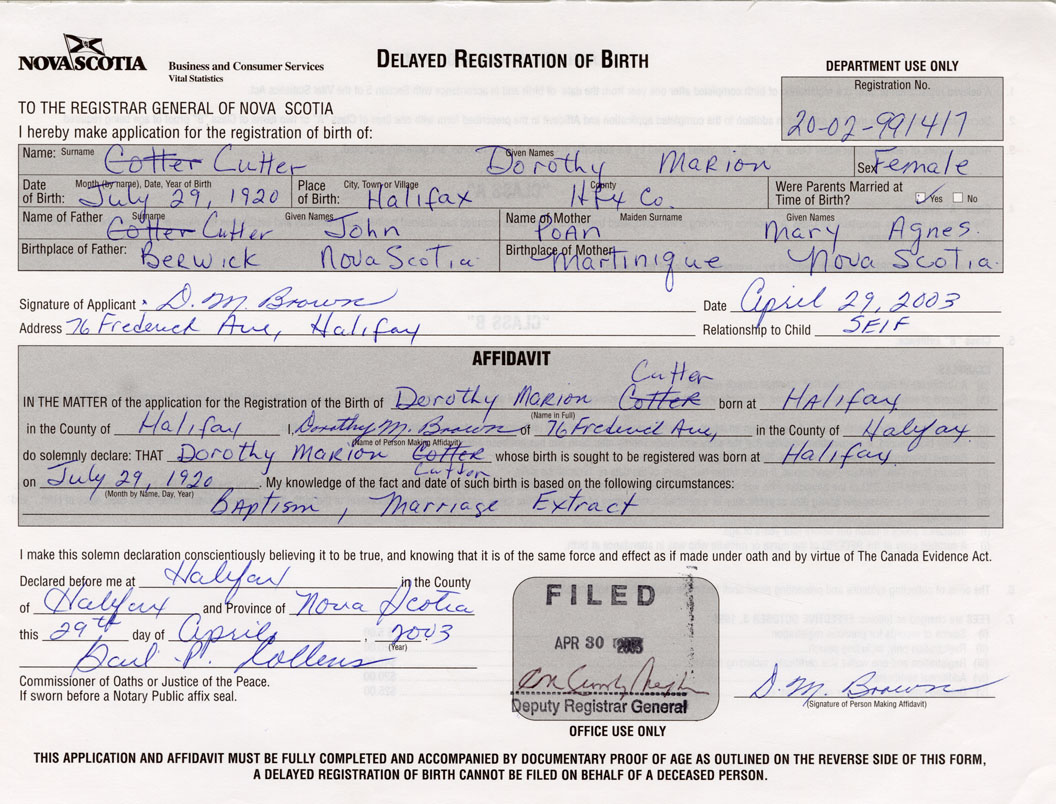 NOVA SCOTIA
Business and Consumer Services
Vital Statistics
DELAYED REGISTRATION OF BIRTH
DEPARTMENT USE ONLY
Registration No.
20-02-991417
TO THE REGISTRAR GENERAL OF NOVA SCOTIA
I hereby make application for the registration of birth of:
Name: Surname Cotter Cutter Given Names Dorothy Marion Sex Female
Date of Birth: Month (by name), Date, Year of Birth July 29, 1920 Place of Birth: City, Town or Village Halifax County Hfx Co. Were Parents Married at Time of Birth? Yes No
Name of Father Surname Cotter Cutter Given Names John Name of Mother Maiden Surname Poan Given Names Mary Agnes.
Birthplace of Father: Berwick Nova Scotia Birthplace of Mother Martinique Nova Scotia.
Signature of Applicant D. M. Brown Date April 29, 2003
Address 76 Frederick Ave, Halifax Relationship to Child SElF
AFFIDAVIT
Cutter
IN THE MATTER of the application for the Registration of the Birth of Dorothy Marion Cotter born at Halifax
(Name in Full)
in the County of Halifax I, Dorothy M. Brown of 76 Frederick Ave, in the County of Halifax
(Name of Person Making Affidavit)
do solemnly declare: THAT Dorothy Marion Cotter whose birth is sought to be registered was born at Halifax
Cutter
on July 29, 1920. My knowledge of the fact and date of such birth is based on the following circumstances:
(Month by Name, Day, Year)
Baptism, Marriage Extract
I make this solemn declaration conscientiously believing it to be true, and knowing that it is of the same force and effect as if made under oath and by virtue of The Canada Evidence Act.
Declared before me at Halifax in the County
of Halifax and Province of Nova Scotia
this 29th day of April, 2003
(Year)
Commissioner of Oaths or Justice of the Peace.
If sworn before a Notary Public affix seal.
FILED
APR 30 2003
Deputy Registrar General
OFFICE USE ONLY
D. M. Brown
(Signature of Person Making Affidavit)
THIS APPLICATION AND AFFIDAVIT MUST BE FULLY COMPLETED AND ACCOMPANIED BY DOCUMENTARY PROOF OF AGE AS OUTLINED ON THE REVERSE SIDE OF THIS FORM,
A DELAYED REGISTRATION OF BIRTH CANNOT BE FILED ON BEHALF OF A DECEASED PERSON.